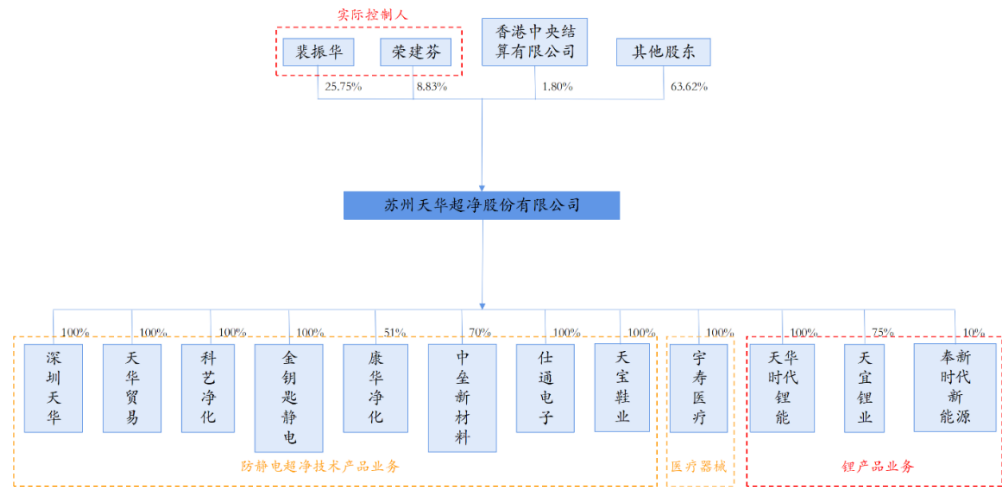 实际控制人
裴振华
荣建芬
香港中央结
算有限公司
其他股东
25.75%
8.83%
1.80%
63.62%
苏州天华超净股份有限公司
100%
100%
100%
100%
51%
70%
100%
100%
100%
100%
75%
10%
深圳天华
天华贸易
科艺净化
金钥匙静电
康华净化
中垒新材料
仕通电子
天宝鞋业
宇寿医疗
天华
时代
锂能
天宜锂业
奉新
时代
新
能源
防静电超净技术产品业务
医疗器械
锂产品业务